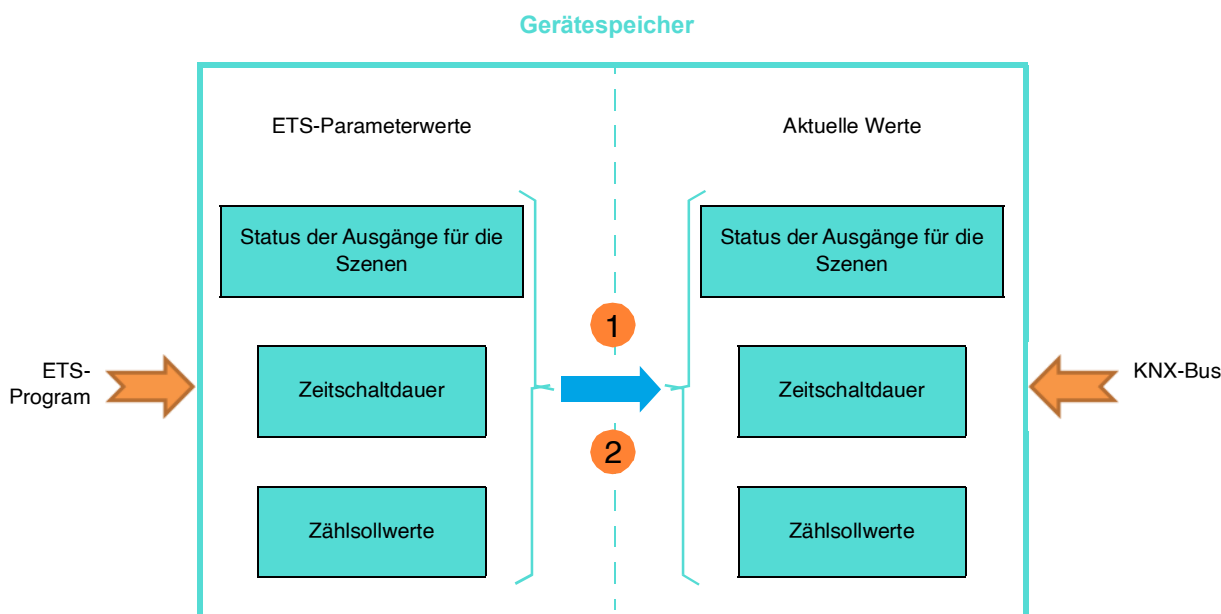 Gerätespeicher
ETS-Parameterwerte
Aktuelle Werte
Status der Ausgänge für die
Szenen
Status der Ausgänge für die
Szenen
1
ETS-
Program
Zeitschaltdauer
Zeitschaltdauer
KNX-Bus
2
Zählsollwerte
Zählsollwerte